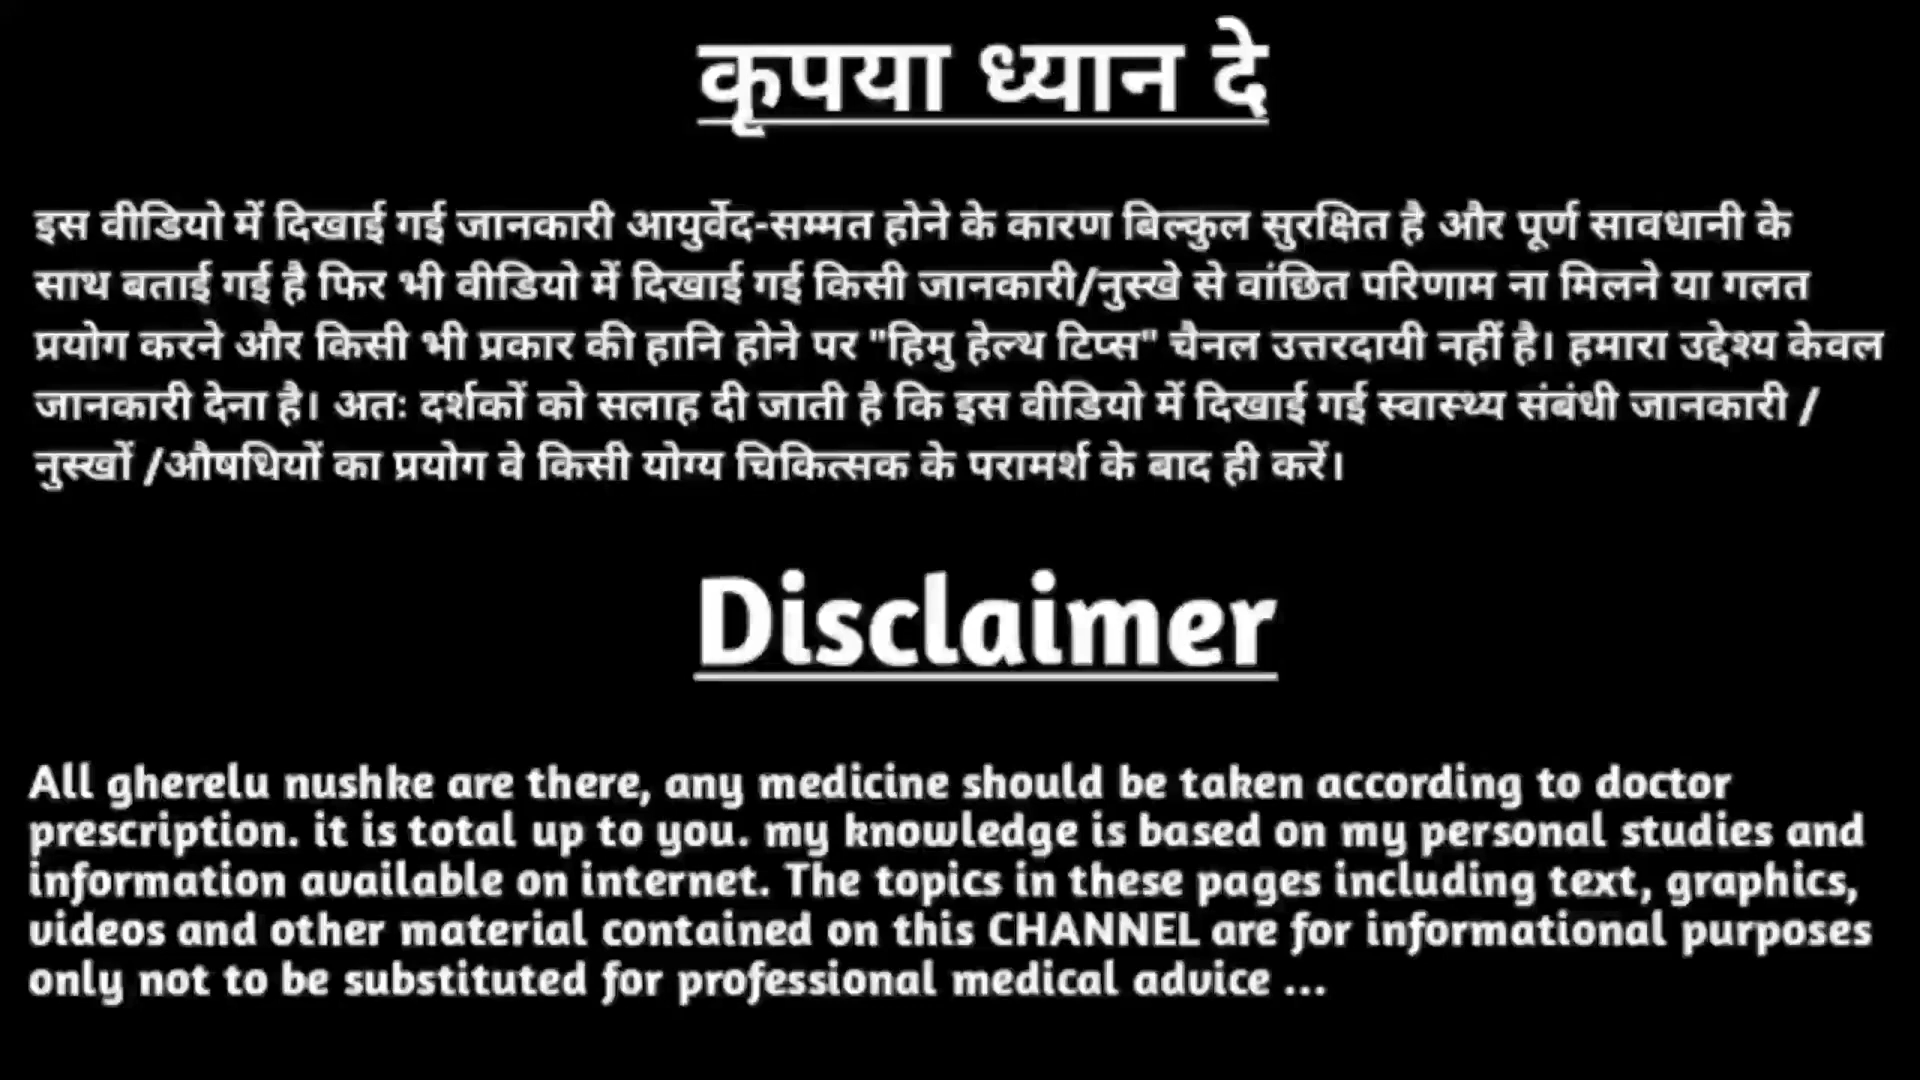 कृपया ध्यान दे
इस वीडियो में दिखाई गई जानकारी आयुर्वेद-सम्मत होने के कारण बिल्कुल सुरक्षित है और पूर्ण सावधानी के
साथ बताई गई है फिर भी वीडियो में दिखाई गई किसी जानकारी/नुस्खे से वांछित परिणाम ना मिलने या गलत
प्रयोग करने और किसी भी प्रकार की हानि होने पर "हिमु हेल्थ टिप्स" चैनल उत्तरदायी नहीं है। हमारा उद्देश्य केवल
जानकारी देना है। अतः दर्शकों को सलाह दी जाती है कि इस वीडियो में दिखाई गई स्वास्थ्य संबंधी जानकारी /
नुस्खों /औषधियों का प्रयोग वे किसी योग्य चिकित्सक के परामर्श के बाद ही करें।
Disclaimer
All gherelu nushke are there, any medicine should be taken according to doctor
prescription. it is total up to you. my knowledge is based on my personal studies and
information available on internet. The topics in these pages including text, graphics,
videos and other material contained on this CHANNEL are for informational purposes
only not to be substituted for professional medical advice ...